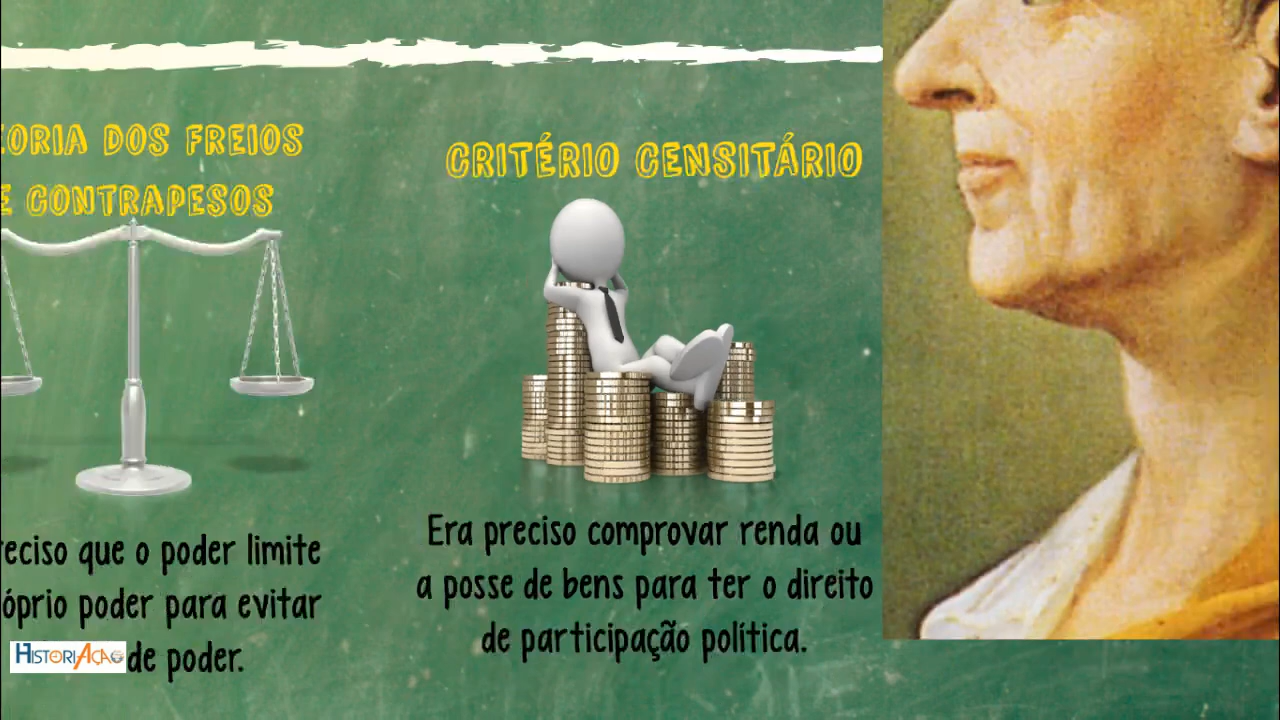 EORIA DOS FREIOS
E CONTRAPESOS
CRITÉRIO CENSITÁRIO
reciso que o poder limite
óprio poder para evitar
de poder.
Era preciso comprovar renda ou
a posse de bens para ter o direito
de participação política.
HISTORIAÇÃO